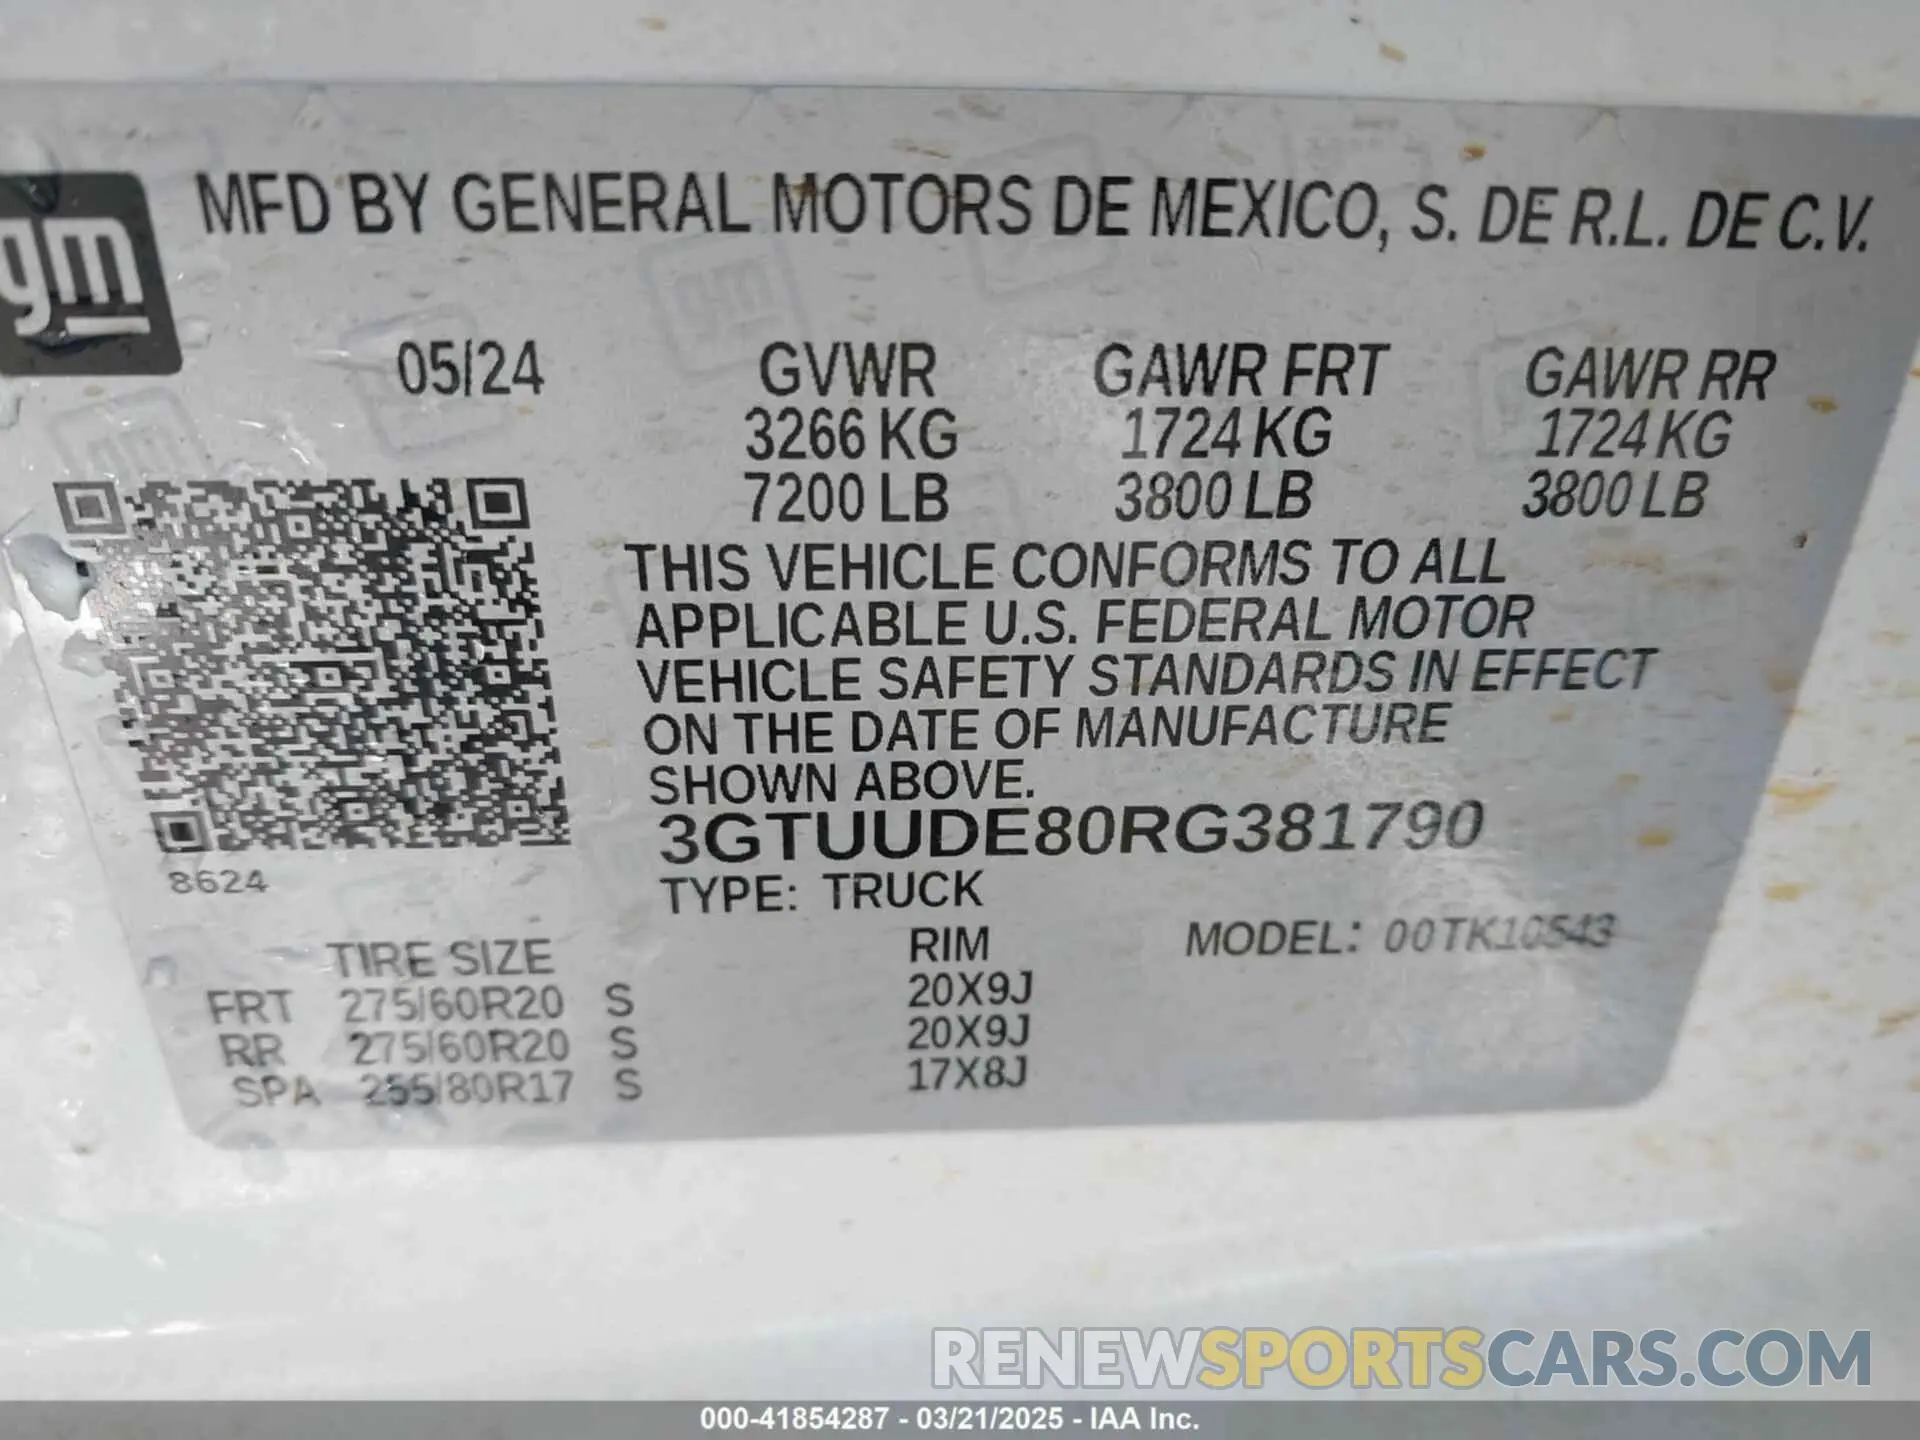 gm
MFD BY GENERAL MOTORS DE MEXICO, S. DE R.L. DE C.V.
05/24 GVWR GAWR FRT GAWR RR
3266 KG 1724 KG 1724 KG
7200 LB 3800 LB 3800 LB
THIS VEHICLE CONFORMS TO ALL
APPLICABLE U.S. FEDERAL MOTOR
VEHICLE SAFETY STANDARDS IN EFFECT
ON THE DATE OF MANUFACTURE
SHOWN ABOVE.
3GTUUDE80RG381790
8624
TYPE: TRUCK
TIRE SIZE RIM MODEL: 00TK10543
FRT 275/60R20 S 20X9J
RR 275/60R20 S 20X9J
SPA 255/80R17 S 17X8J
RENEWSPORTSCARS.COM
000-41854287 - 03/21/2025 - IAA Inc.